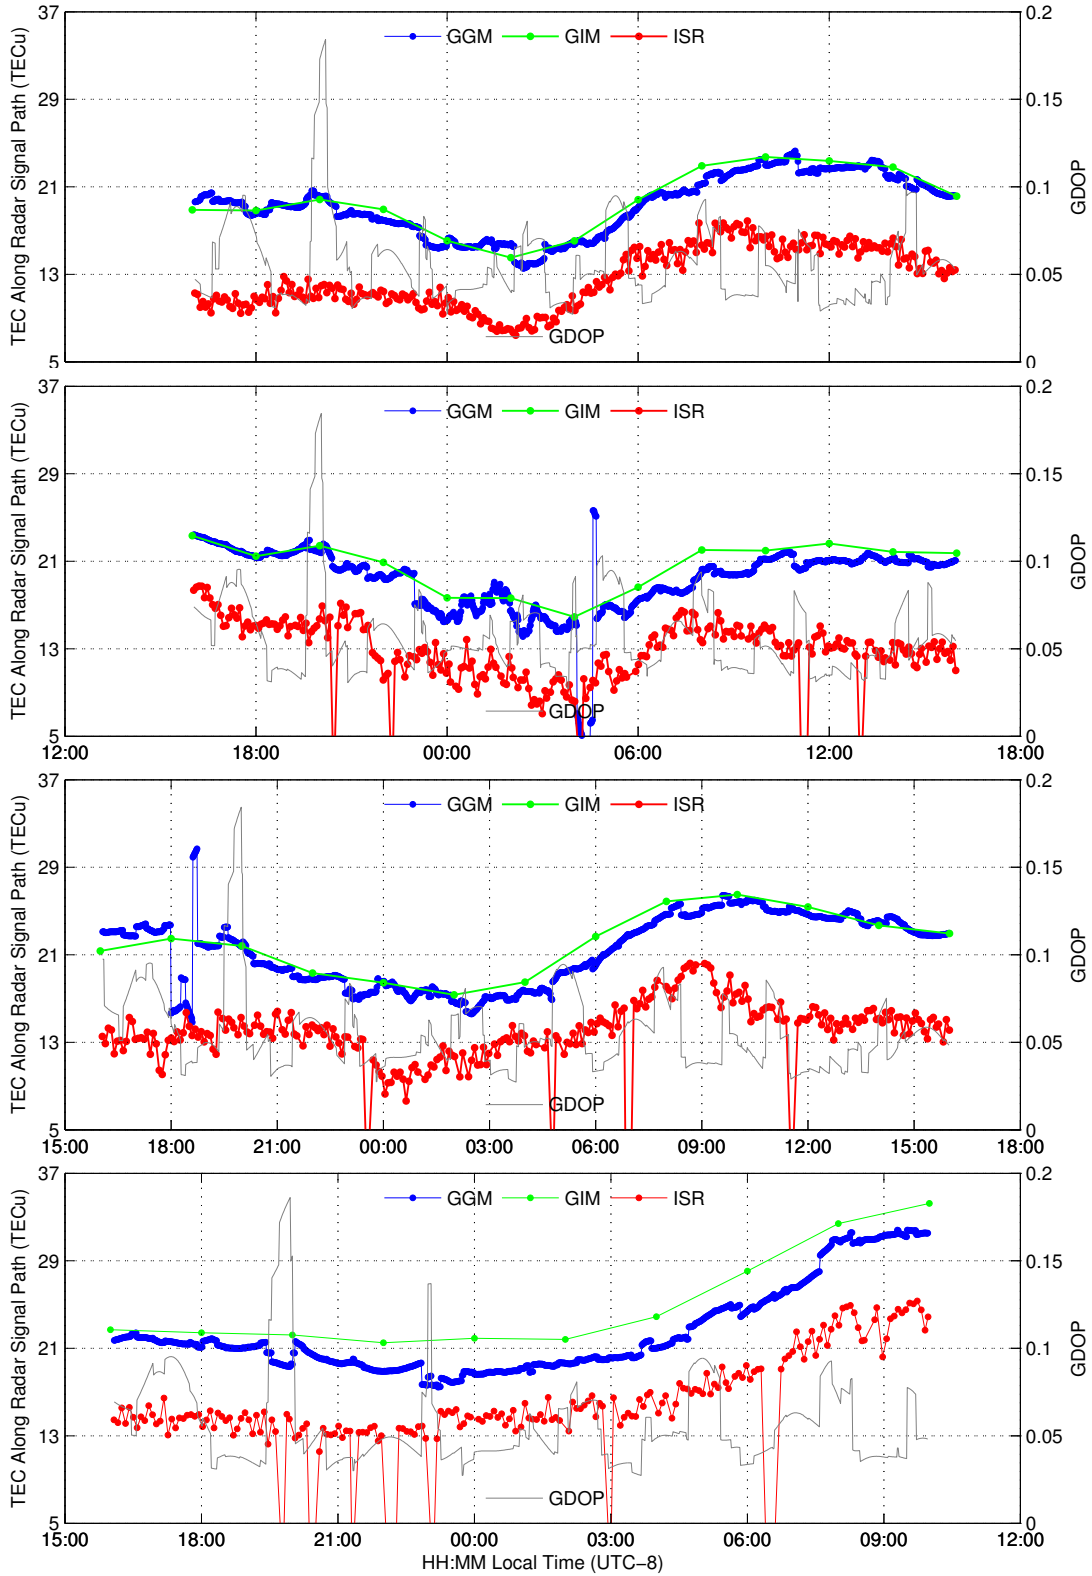 37 0.2
GGM GIM ISR
29 0.15
21 0.1
13 0.05
GDOP
5 0
TEC Along Radar Signal Path (TECu)
GDOP
37 0.2
GGM GIM ISR
29 0.15
21 0.1
13 0.05
GDOP
5 0
12:00 18:00 00:00 06:00 12:00 18:00
TEC Along Radar Signal Path (TECu)
GDOP
37 0.2
GGM GIM ISR
29 0.15
21 0.1
13 0.05
GDOP
5 0
15:00 18:00 21:00 00:00 03:00 06:00 09:00 12:00 15:00 18:00
TEC Along Radar Signal Path (TECu)
GDOP
37 0.2
GGM GIM ISR
29 0.15
21 0.1
13 0.05
GDOP
5 0
15:00 18:00 21:00 00:00 03:00 06:00 09:00 12:00
TEC Along Radar Signal Path (TECu)
GDOP
HH:MM Local Time (UTC−8)